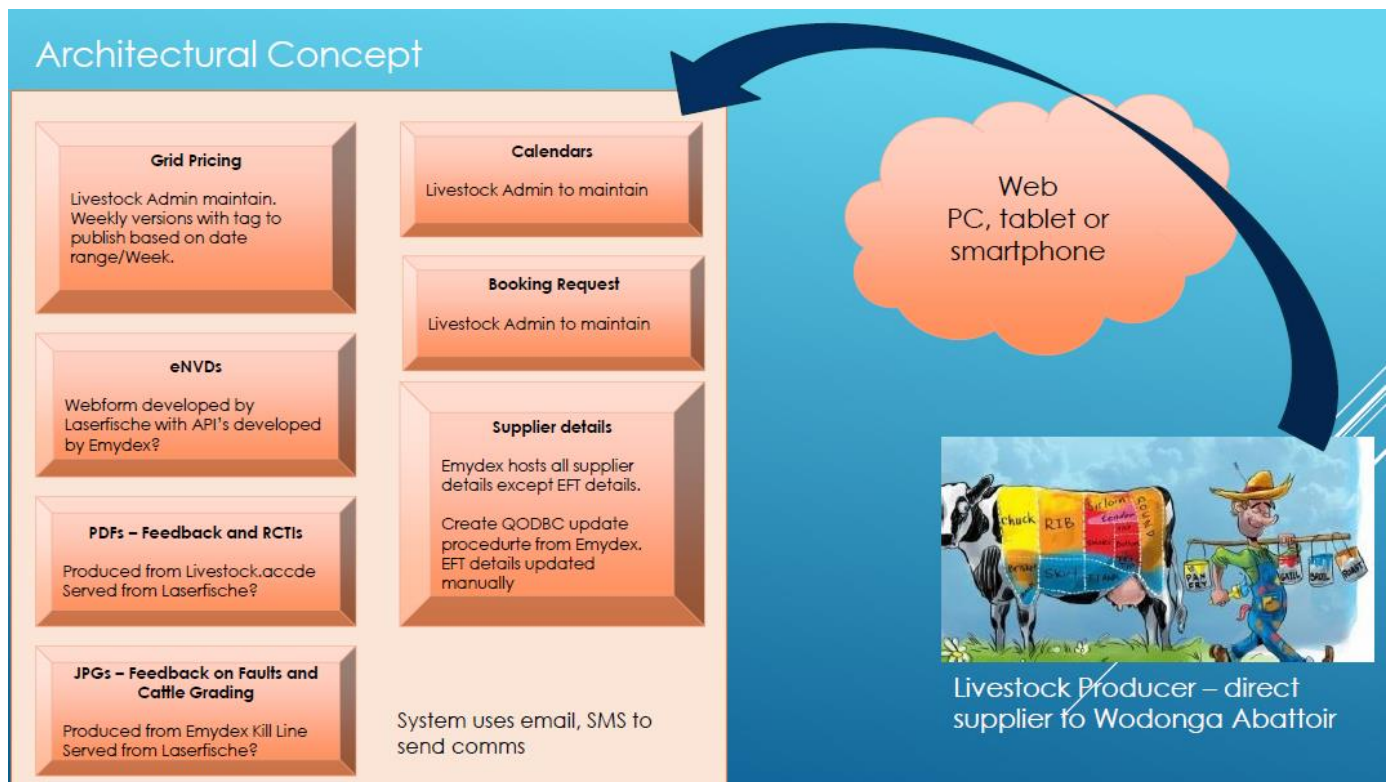 Architectural Concept
Grid Pricing
Livestock Admin maintain.
Weekly versions with tag to
publish based on date
range/Week.
eNVDs
Webform developed by
Laserfische with API's developed
by Emydex?
PDFs – Feedback and RCTIs
Produced from Livestock.accde
Served from Laserfische?
JPGs – Feedback on Faults and
Cattle Grading
Produced from Emydex Kill Line
Served from Laserfische?
Calendars
Livestock Admin to maintain
Booking Request
Livestock Admin to maintain
Supplier details
Emydex hosts all supplier
details except EFT details.
Create QODBC update
procedurte from Emydex.
EFT details updated
manually
System uses email, SMS to
send comms
Web
PC, tablet or
smartphone
Chuck
RIB
Sirloin
PAN
FRY
BROIL
ROAST
Livestock Producer – direct
supplier to Wodonga Abattoir